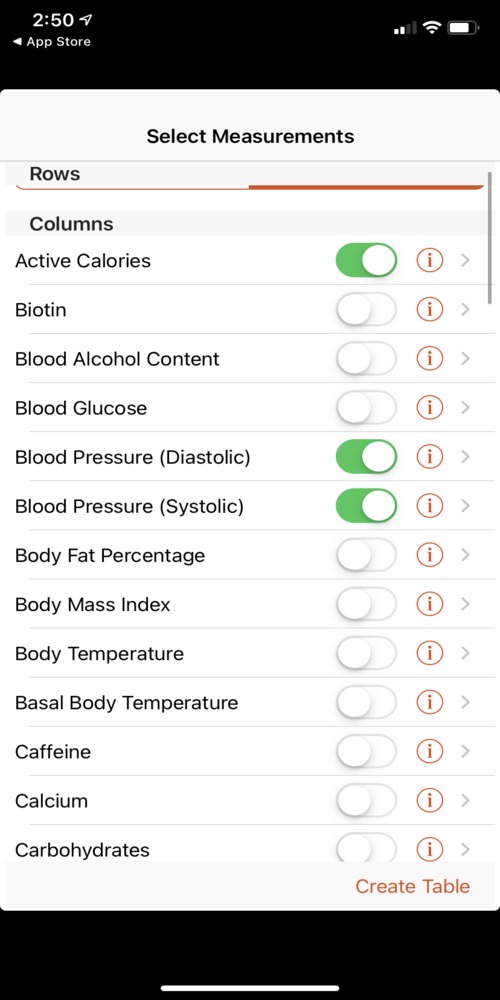 2:50
App Store
Select Measurements
Rows
Columns
Active Calories
Biotin
Blood Alcohol Content
Blood Glucose
Blood Pressure (Diastolic)
Blood Pressure (Systolic)
Body Fat Percentage
Body Mass Index
Body Temperature
Basal Body Temperature
Caffeine
Calcium
Carbohydrates
Create Table